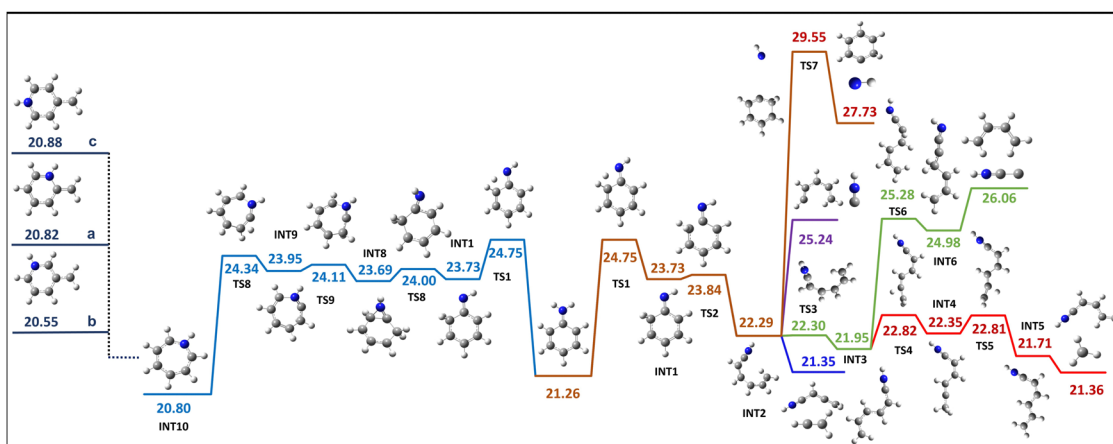 29.55
TS7
27.73
20.88 c
20.82 a
20.55 b
20.80
INT10
24.34
TS8
23.95
INT9
24.11
TS9
INT8
23.69
24.00
TS8
INT1
23.73
24.75
TS1
21.26
24.75
TS1
23.73
INT1
23.84
TS2
22.29
INT2
25.24
TS3
22.30
21.35
21.95
INT3
25.28
TS6
24.98
INT6
26.06
22.82
TS4
INT4
22.35
22.81
TS5
INT5
21.71
21.36